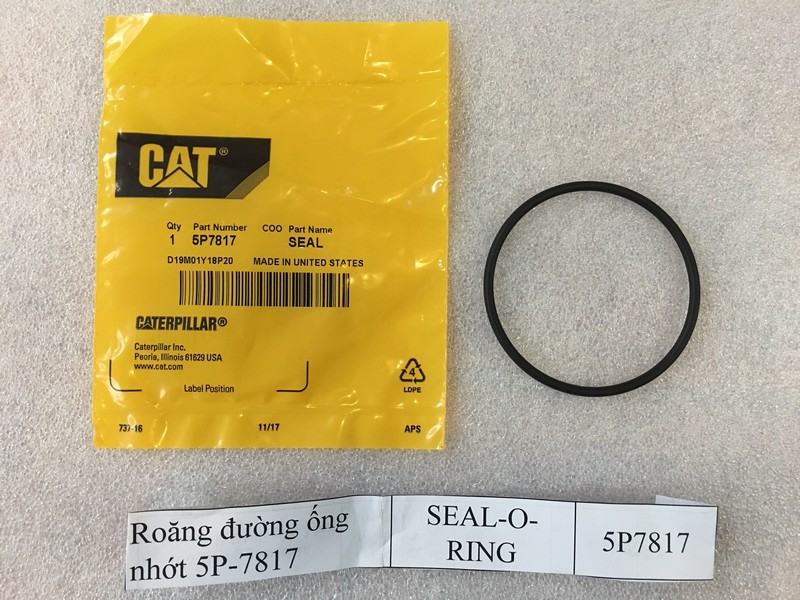 CAT®
Qty Part Number COO Part Name
1 5P7817 SEAL
D19M01Y18P20 MADE IN UNITED STATES
CATERPILLAR®
Caterpillar Inc.
Peoria, Illinois 61629 USA
www.cat.com
Label Position
4
LDPE
737-16 11/17 APS
Roăng đường ống
nhớt 5P-7817
SEAL-O-
RING
5P7817